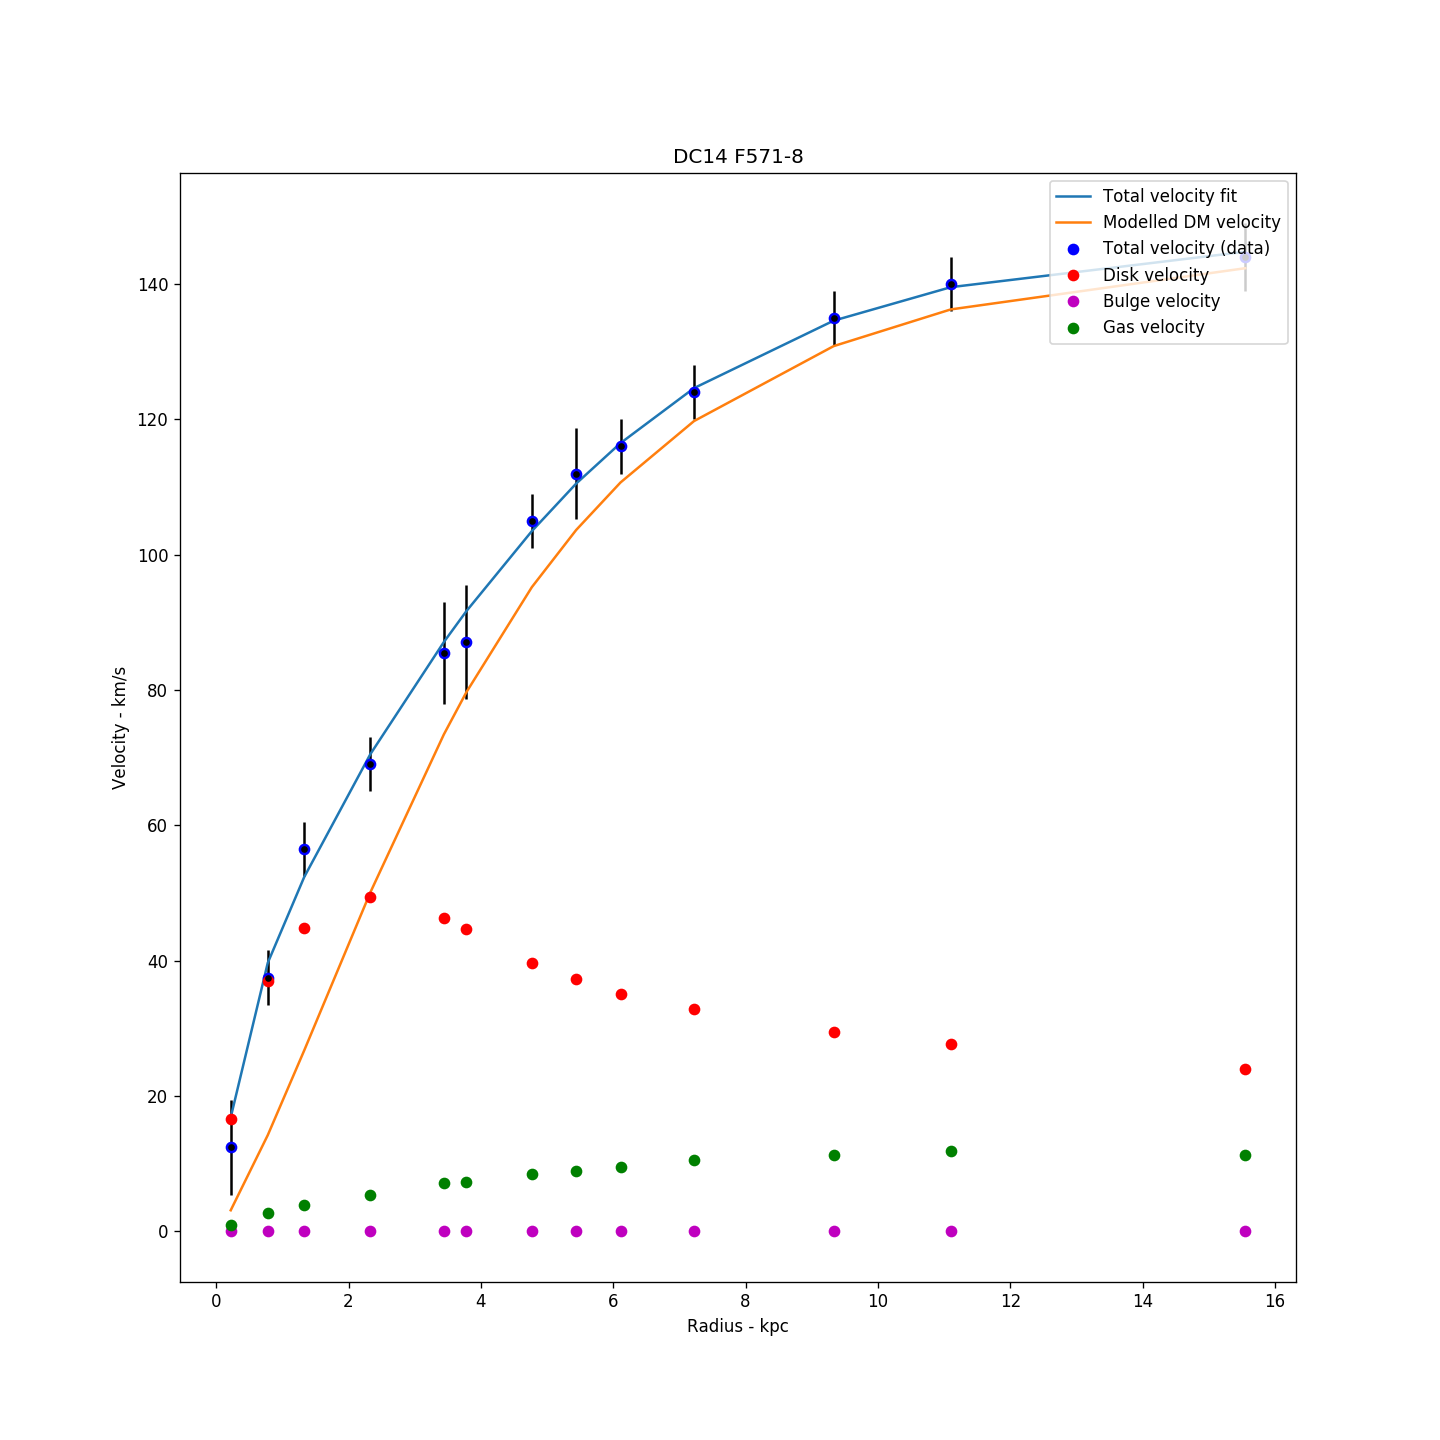 DC14 F571-8
Total velocity fit
Modelled DM velocity
Total velocity (data)
Disk velocity
Bulge velocity
Gas velocity
140
120
100
80
60
40
20
0
Velocity - km/s
0 2 4 6 8 10 12 14 16
Radius - kpc